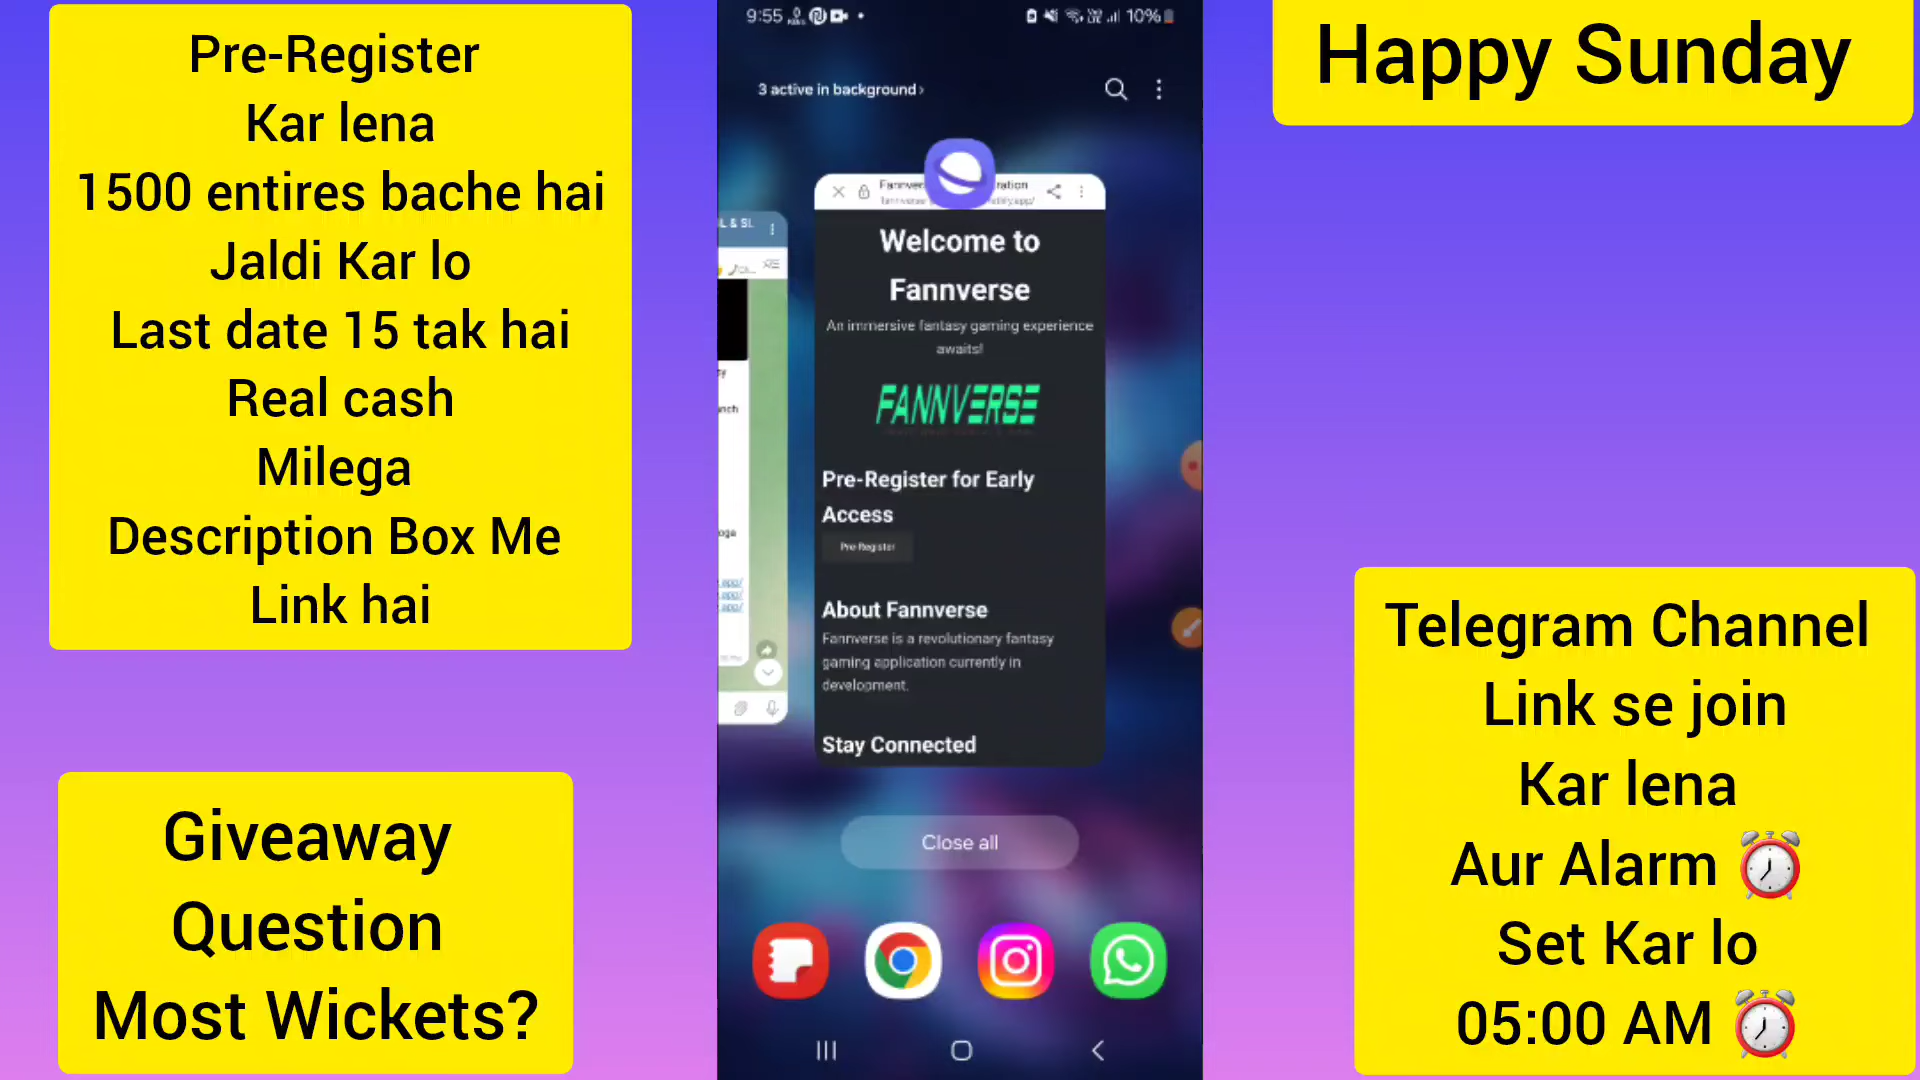 Pre-Register
Kar lena
1500 entires bache hai
Jaldi Kar lo
Last date 15 tak hai
Real cash
Milega
Description Box Me
Link hai
Giveaway
Question
Most Wickets?
9:55
10%
3 active in background ›
Welcome to
Fannverse
An immersive fantasy gaming experience
awaits!
FANNVERSE
Pre-Register for Early
Access
Pre-Register
About Fannverse
Fannverse is a revolutionary fantasy
gaming application currently in
development.
Stay Connected
Close all
Happy Sunday
Telegram Channel
Link se join
Kar lena
Aur Alarm ⏰
Set Kar lo
05:00 AM ⏰